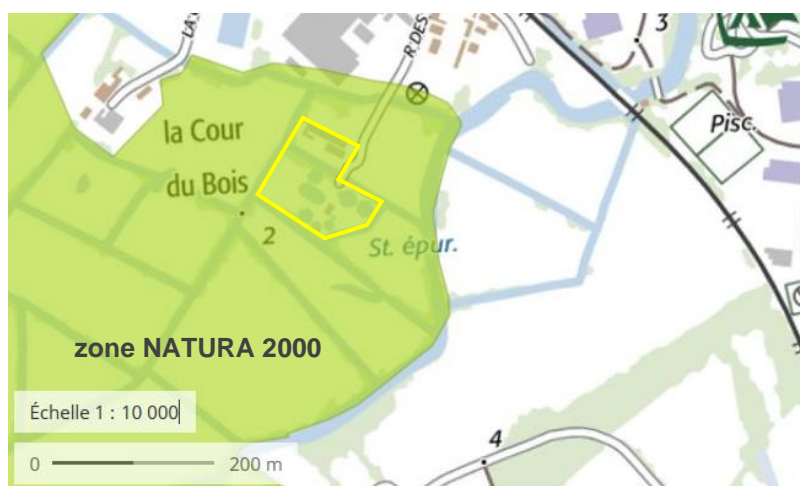 LA
R DES
3
la Cour
du Bois
Pisc.
2
St. épur.
zone NATURA 2000
Échelle 1 : 10 000
0 200 m
4